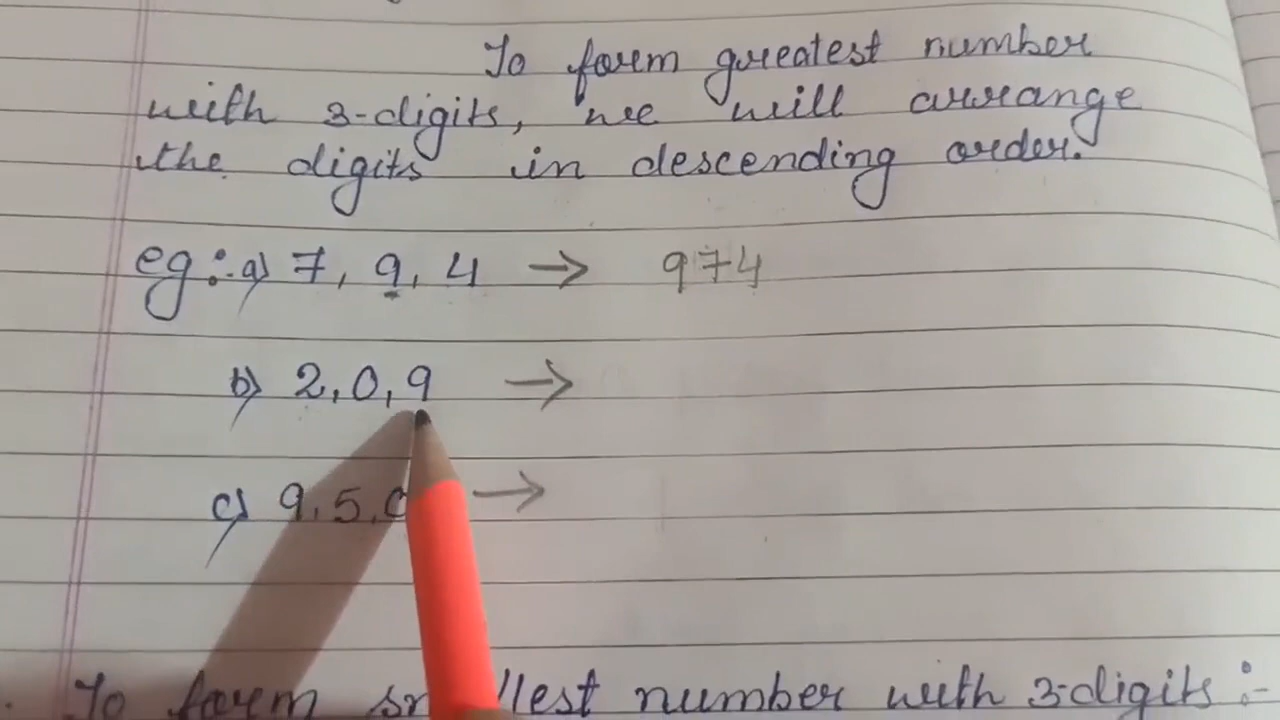 To form greatest number
with 3-digits, we will arrange
the digits in descending order.
eg:- a) 7, 9, 4 → 974
b) 2, 0, 9 →
c) 9, 5, →
To form number with 3-digits :-